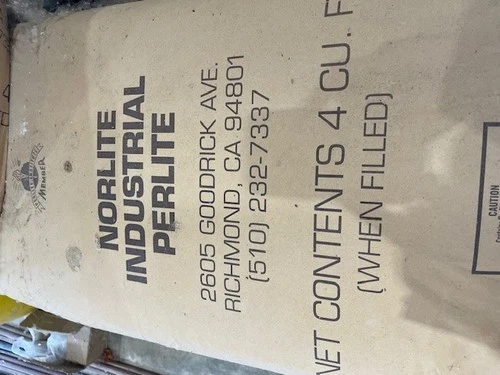 MEMBER
NORLITE
INDUSTRIAL
PERLITE
2605 GOODRICK AVE.
RICHMOND, CA 94801
(510) 232-7337
NET CONTENTS 4 CU. F
(WHEN FILLED)
CAUTION